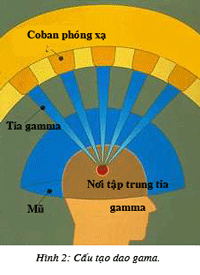 Coban phóng xạ
Tia gamma
Nơi tập trung tia
gamma
Mũ
Hình 2: Cấu tạo dao gama.